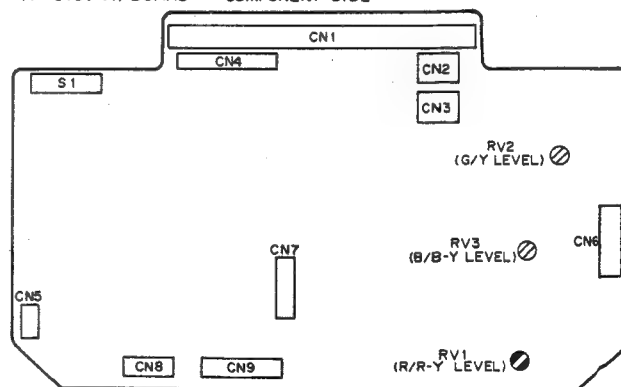 COMPONENT SIDE
CN1
CN4
CN2
S1
CN3
RV2
(G/Y LEVEL)
RV3
(B/B-Y LEVEL)
CN6
CN7
CN5
RV1
(R/R-Y LEVEL)
CN8
CN9